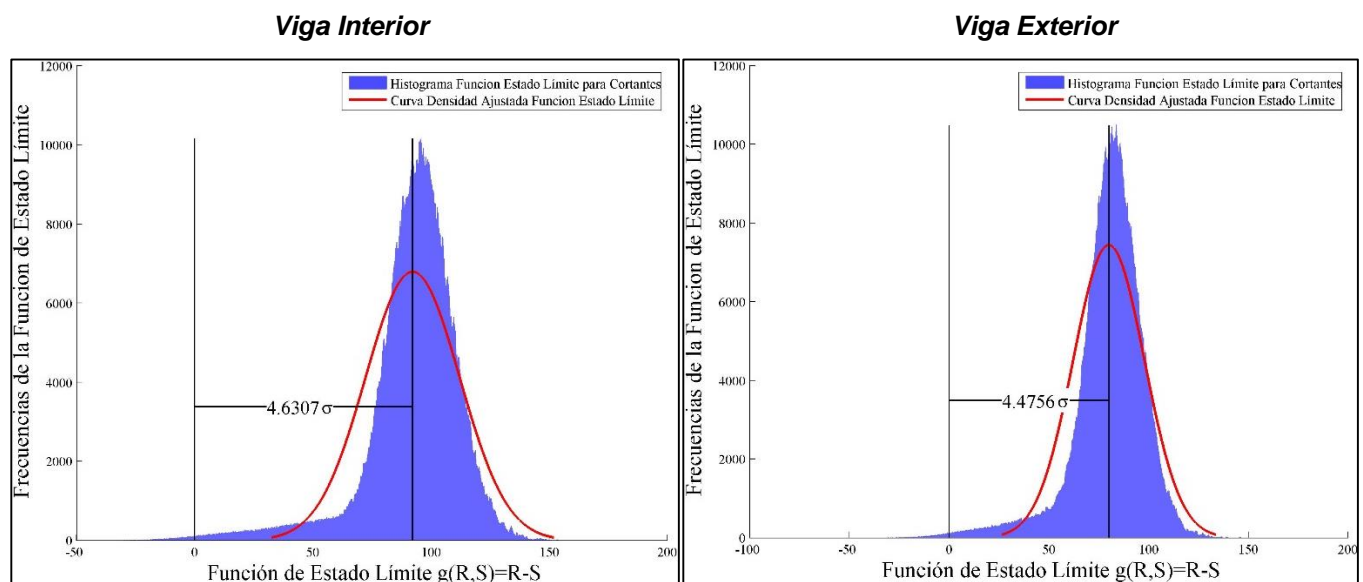 Viga Interior
12000
10000
8000
6000
4000
2000
0
-50
0
50
100
150
200
Frecuencias de la Funcion de Estado Límite
Función de Estado Límite g(R,S)=R-S
Histograma Funcion Estado Límite para Cortantes
Curva Densidad Ajustada Funcion Estado Límite
4.6307σ
Viga Exterior
12000
10000
8000
6000
4000
2000
0
-100
-50
0
50
100
150
200
Frecuencias de la Funcion de Estado Límite
Función de Estado Límite g(R,S)=R-S
Histograma Funcion Estado Límite para Cortantes
Curva Densidad Ajustada Funcion Estado Límite
4.4756σ